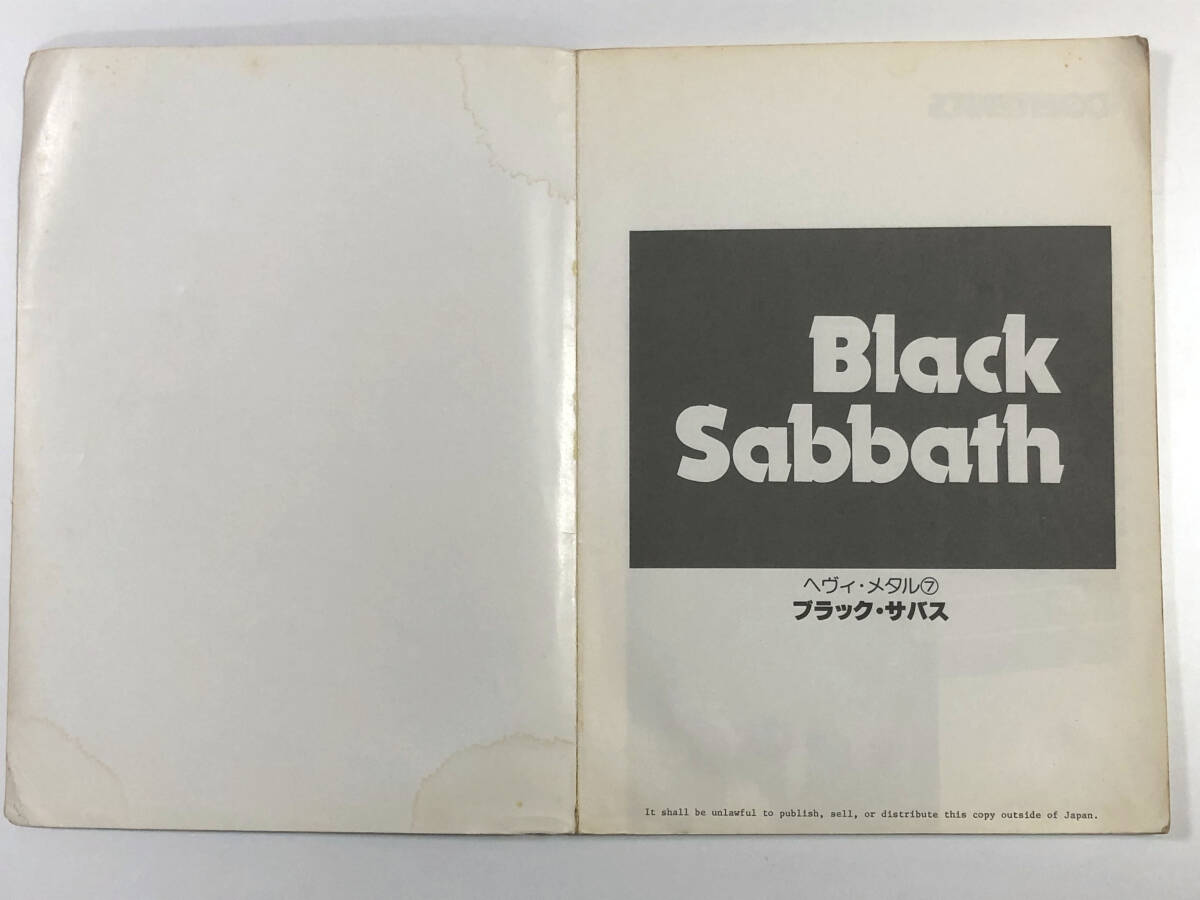 Black
Sabbath
ヘヴィ・メタル⑦
ブラック・サバス
It shall be unlawful to publish, sell, or distribute this copy outside of Japan.